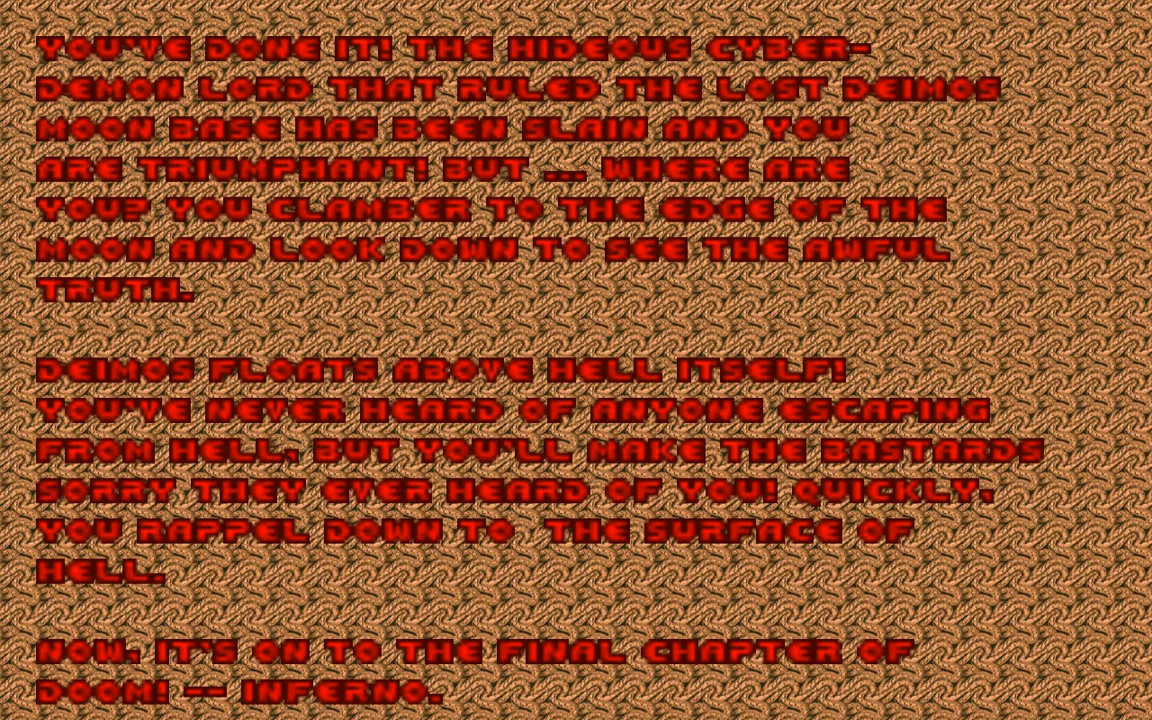 YOU'VE DONE IT! THE HIDEOUS CYBER-
DEMON LORD THAT RULED THE LOST DEIMOS
MOON BASE HAS BEEN SLAIN AND YOU
ARE TRIUMPHANT! BUT ... WHERE ARE
YOU? YOU CLAMBER TO THE EDGE OF THE
MOON AND LOOK DOWN TO SEE THE AWFUL
TRUTH.
DEIMOS FLOATS ABOVE HELL ITSELF!
YOU'VE NEVER HEARD OF ANYONE ESCAPING
FROM HELL, BUT YOU'LL MAKE THE BASTARDS
SORRY THEY EVER HEARD OF YOU! QUICKLY,
YOU RAPPEL DOWN TO  THE SURFACE OF
HELL.
NOW, IT'S ON TO THE FINAL CHAPTER OF
DOOM! -- INFERNO.